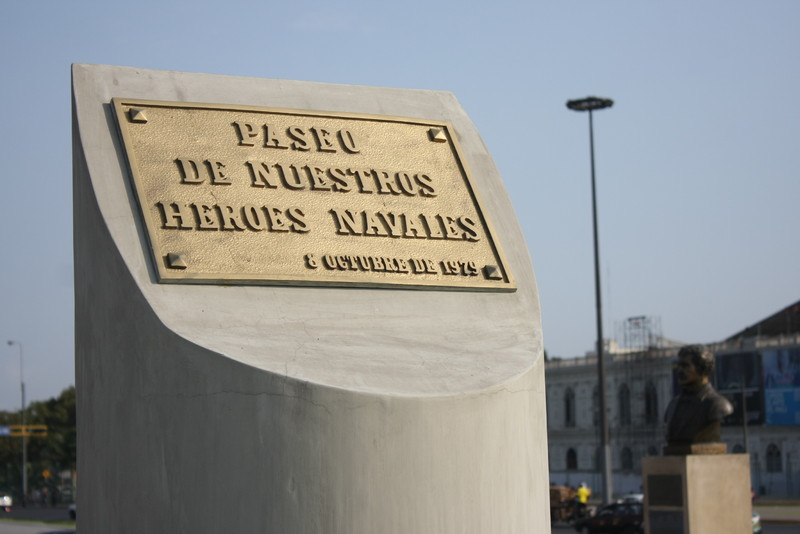 PASEO
DE NUESTROS
HEROES NAVALES
8 OCTUBRE DE 1979